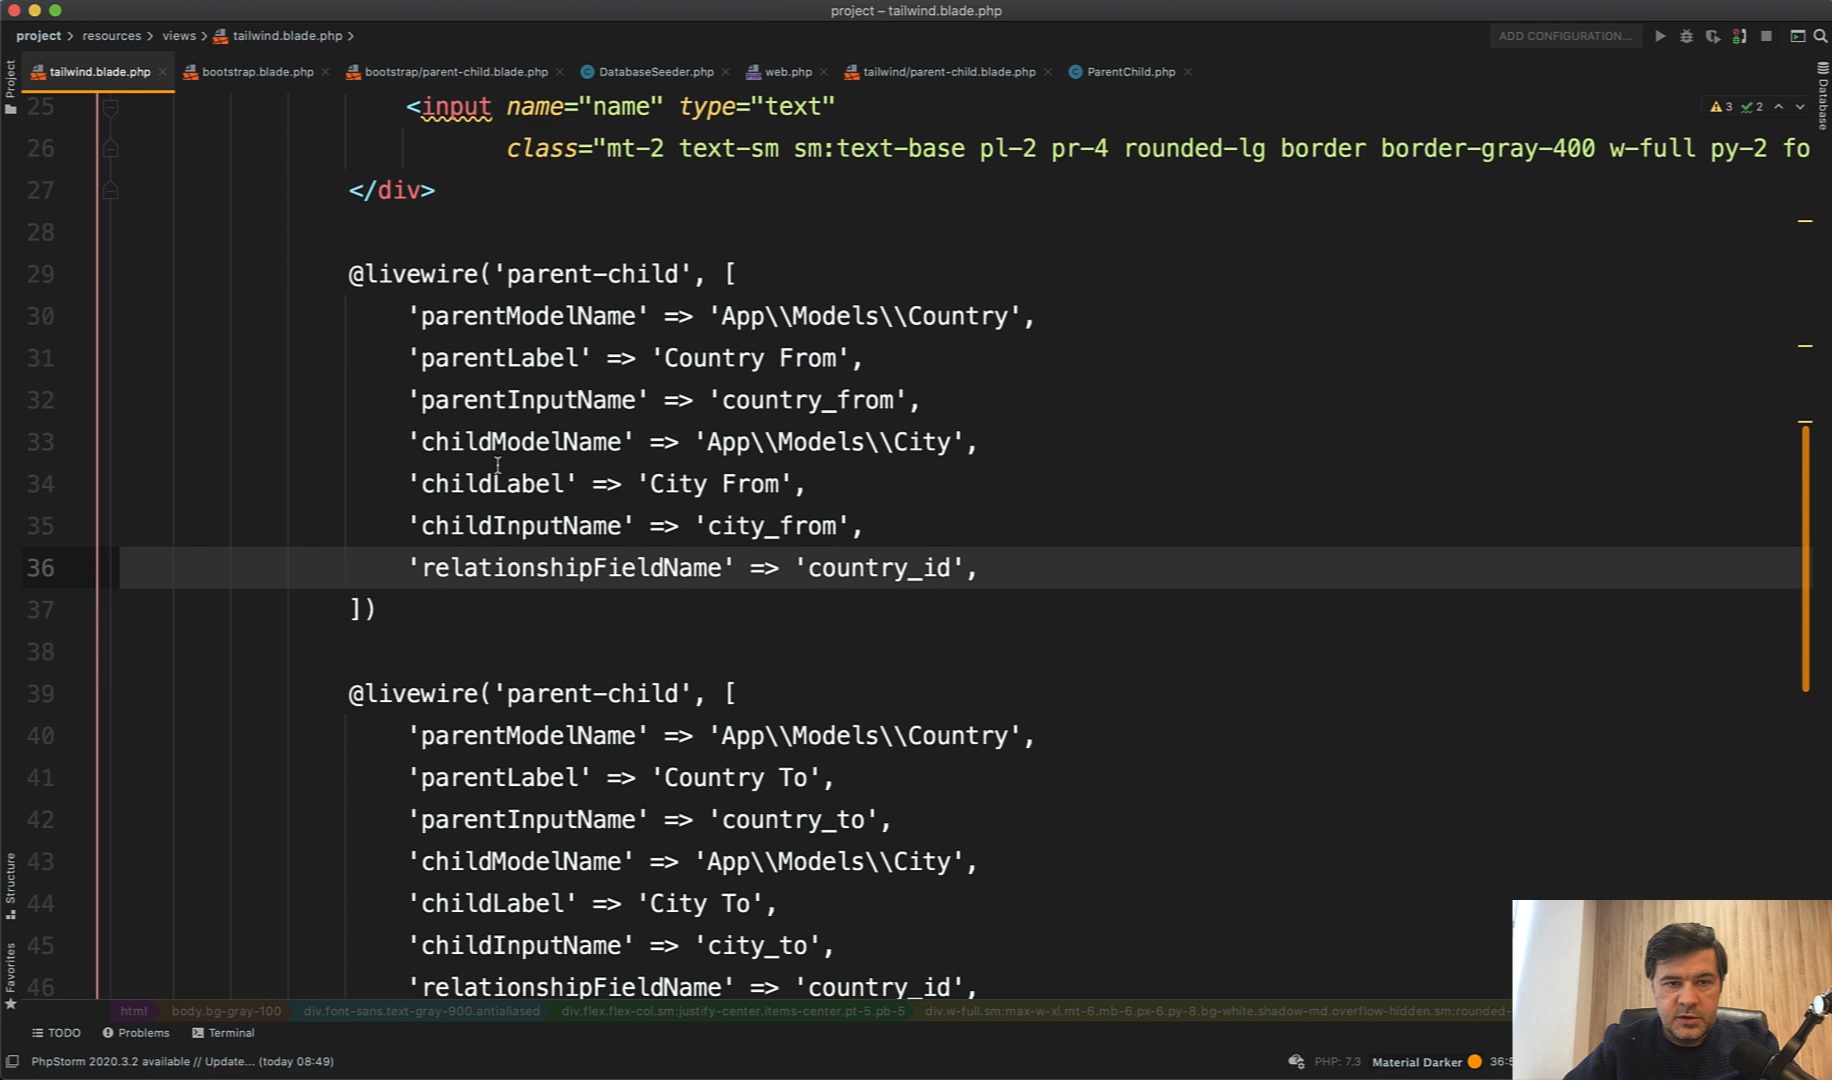 project – tailwind.blade.php
project > resources > views > tailwind.blade.php >
ADD CONFIGURATION...
Project
tailwind.blade.php
bootstrap.blade.php
bootstrap/parent-child.blade.php
DatabaseSeeder.php
web.php
tailwind/parent-child.blade.php
ParentChild.php
Database
3 2
25 <input name="name" type="text"
26 class="mt-2 text-sm sm:text-base pl-2 pr-4 rounded-lg border border-gray-400 w-full py-2 fo
27 </div>
28
29 @livewire('parent-child', [
30 'parentModelName' => 'App\\Models\\Country',
31 'parentLabel' => 'Country From',
32 'parentInputName' => 'country_from',
33 'childModelName' => 'App\\Models\\City',
34 'childLabel' => 'City From',
35 'childInputName' => 'city_from',
36 'relationshipFieldName' => 'country_id',
37 ])
38
39 @livewire('parent-child', [
40 'parentModelName' => 'App\\Models\\Country',
41 'parentLabel' => 'Country To',
42 'parentInputName' => 'country_to',
43 'childModelName' => 'App\\Models\\City',
44 'childLabel' => 'City To',
45 'childInputName' => 'city_to',
46 'relationshipFieldName' => 'country_id',
Structure
Favorites
html body.bg-gray-100 div.font-sans.text-gray-900.antialiased div.flex.flex-col.sm:justify-center.items-center.pt-5.pb-5 div.w-full.sm:max-w-xl.mt-6.mb-6.px-6.py-8.bg-white.shadow-md.overflow-hidden.sm:rounded-
TODO Problems Terminal
PhpStorm 2020.3.2 available // Update... (today 08:49)
PHP: 7.3 Material Darker 36:5